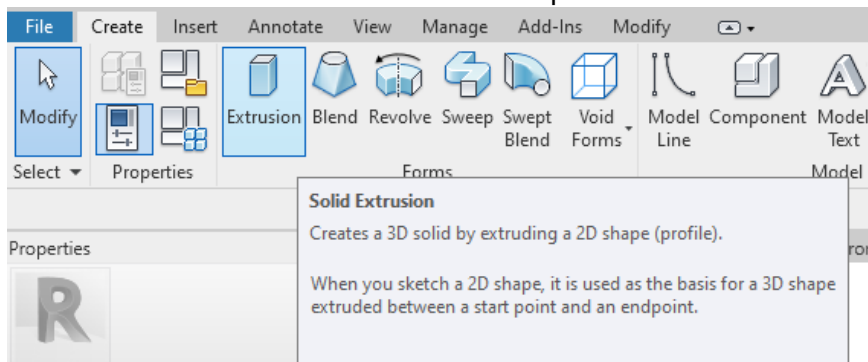 File Create Insert Annotate View Manage Add-Ins Modify
Modify Extrusion Blend Revolve Sweep Swept Blend Void Forms Model Line Component Model Text
Select Properties Forms Model
Solid Extrusion
Creates a 3D solid by extruding a 2D shape (profile).
Properties
When you sketch a 2D shape, it is used as the basis for a 3D shape
extruded between a start point and an endpoint.
R